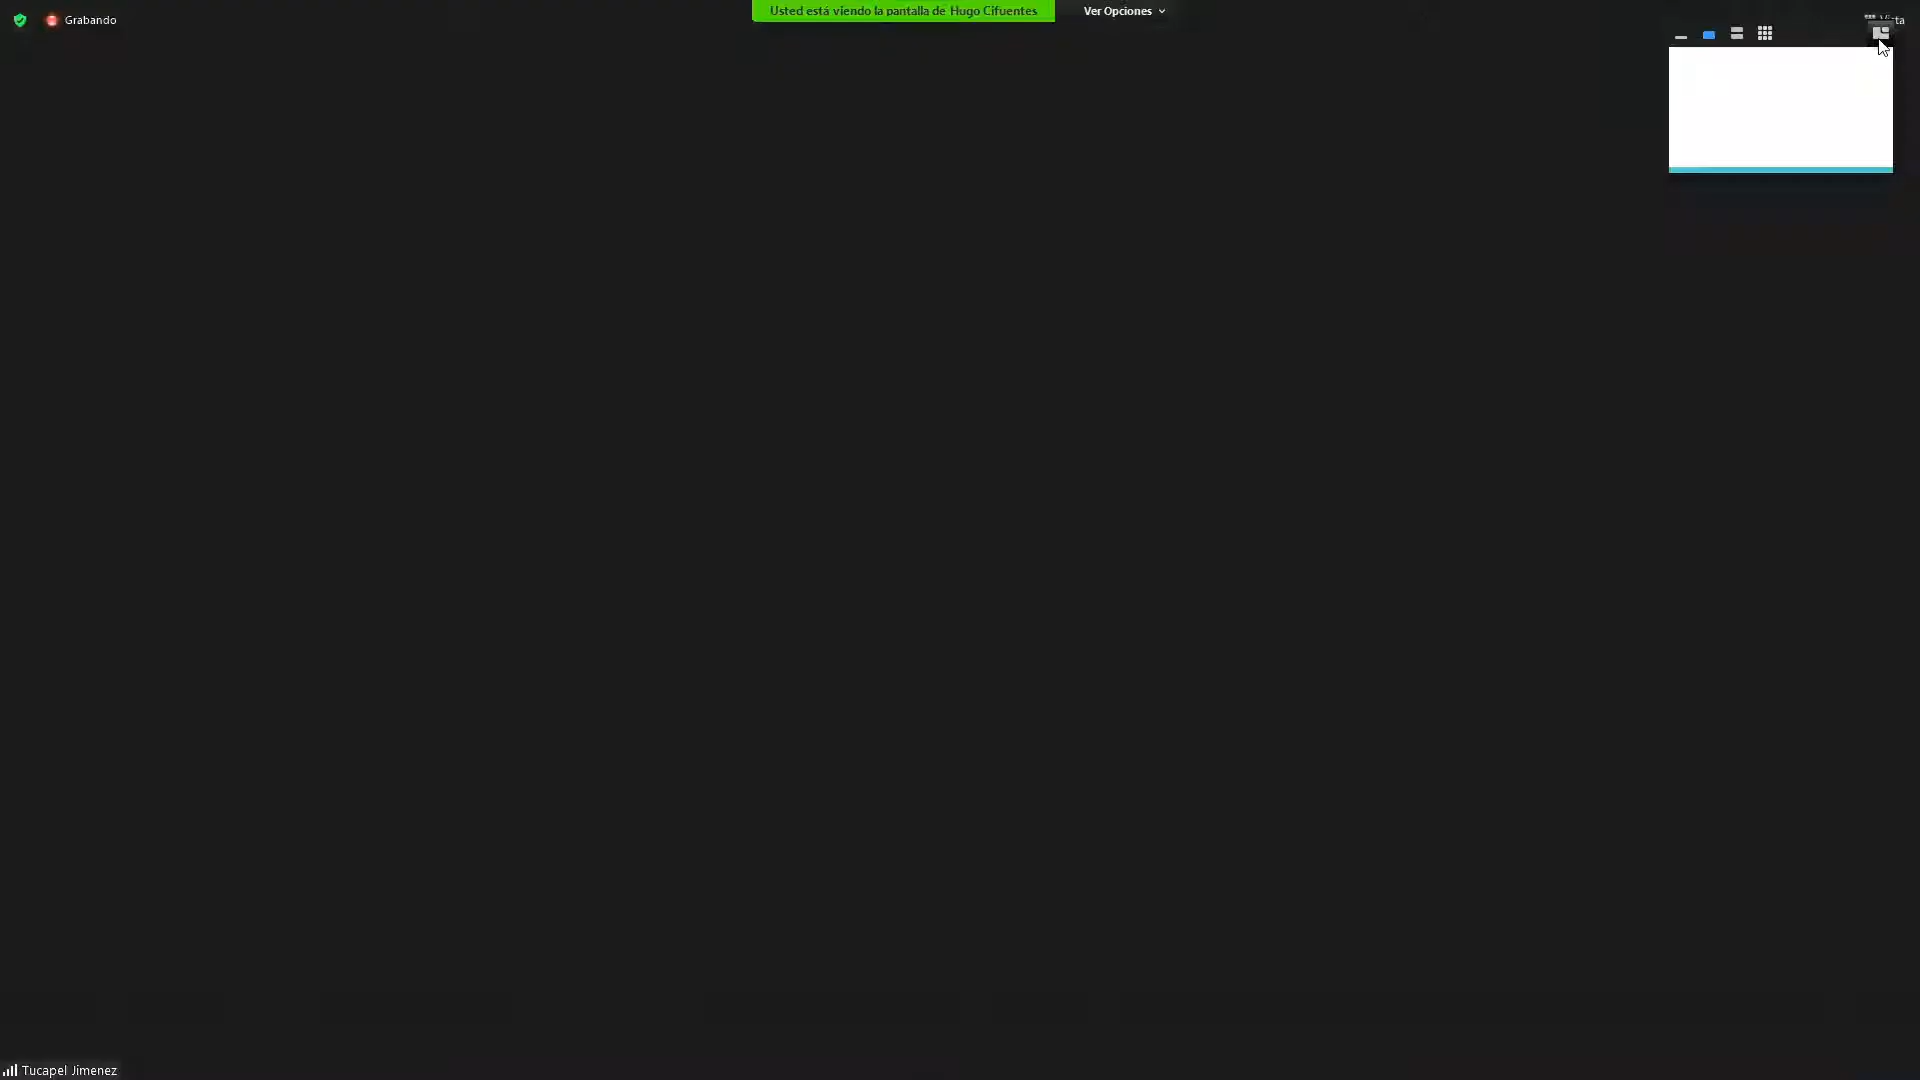 Grabando
Usted está viendo la pantalla de Hugo Cifuentes
Ver Opciones
Tucapel Jimenez